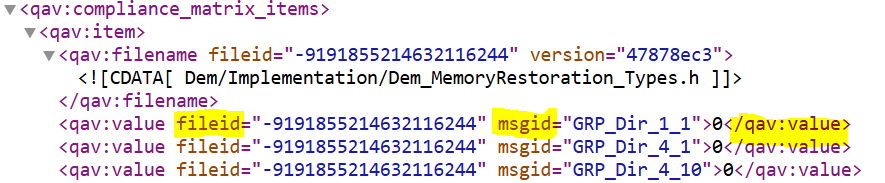 ▼<qav:compliance_matrix_items>
▼<qav:item>
▼<qav:filename fileid="-9191855214632116244" version="47878ec3">
<![CDATA[ Dem/Implementation/Dem_MemoryRestoration_Types.h ]]>
</qav:filename>
<qav:value fileid="-9191855214632116244" msgid="GRP_Dir_1_1">0</qav:value>
<qav:value fileid="-9191855214632116244" msgid="GRP_Dir_4_1">0</qav:value>
<qav:value fileid="-9191855214632116244" msgid="GRP_Dir_4_10">0</qav:value>